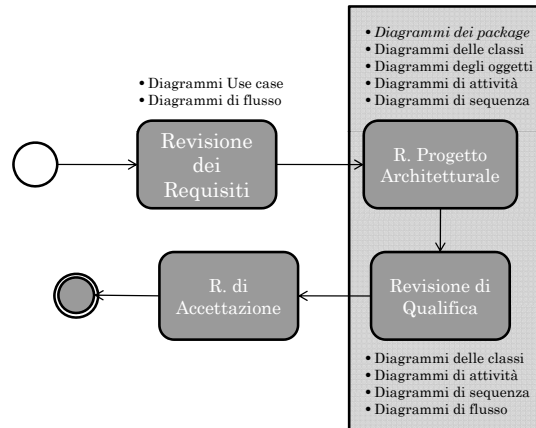 • Diagrammi dei package
• Diagrammi delle classi
• Diagrammi degli oggetti
• Diagrammi di attività
• Diagrammi di sequenza
• Diagrammi Use case
• Diagrammi di flusso
Revisione
dei
Requisiti
R. Progetto
Architetturale
R. di
Accettazione
Revisione di
Qualifica
• Diagrammi delle classi
• Diagrammi di attività
• Diagrammi di sequenza
• Diagrammi di flusso